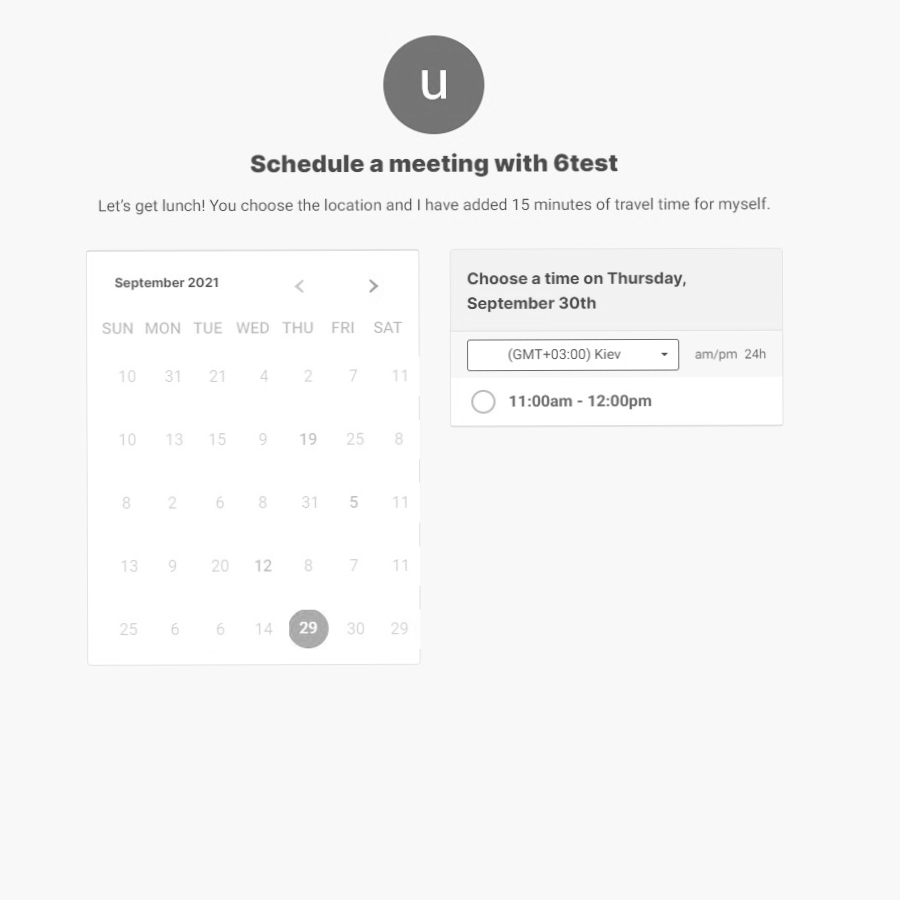 u
Schedule a meeting with 6test
Let's get lunch! You choose the location and I have added 15 minutes of travel time for myself.
September 2021 < >
SUN MON TUE WED THU FRI SAT
10 31 21 4 2 7 11
10 13 15 9 19 25 8
8 2 6 8 31 5 11
13 9 20 12 8 7 11
25 6 6 14 29 30 29
Choose a time on Thursday,
September 30th
(GMT+03:00) Kiev am/pm 24h
11:00am - 12:00pm